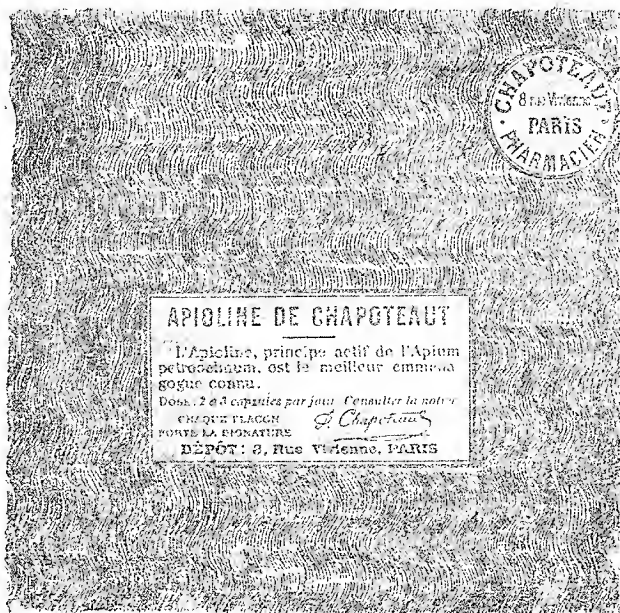 CHAPOTEAUT
8 rue Vivienne
PARIS
PHARMACIEN
APIOLINE DE CHAPOTEAUT
L'Apioline, principe actif de l'Apium
petroselinum, est le meilleur emména
gogue connu.
DOSE: 2 à 3 capsules par jour Consulter la notice
CHAQUE FLACON
PORTE LA SIGNATURE
P. Chapoteaut
DÉPÔT: 8, Rue Vivienne, PARIS